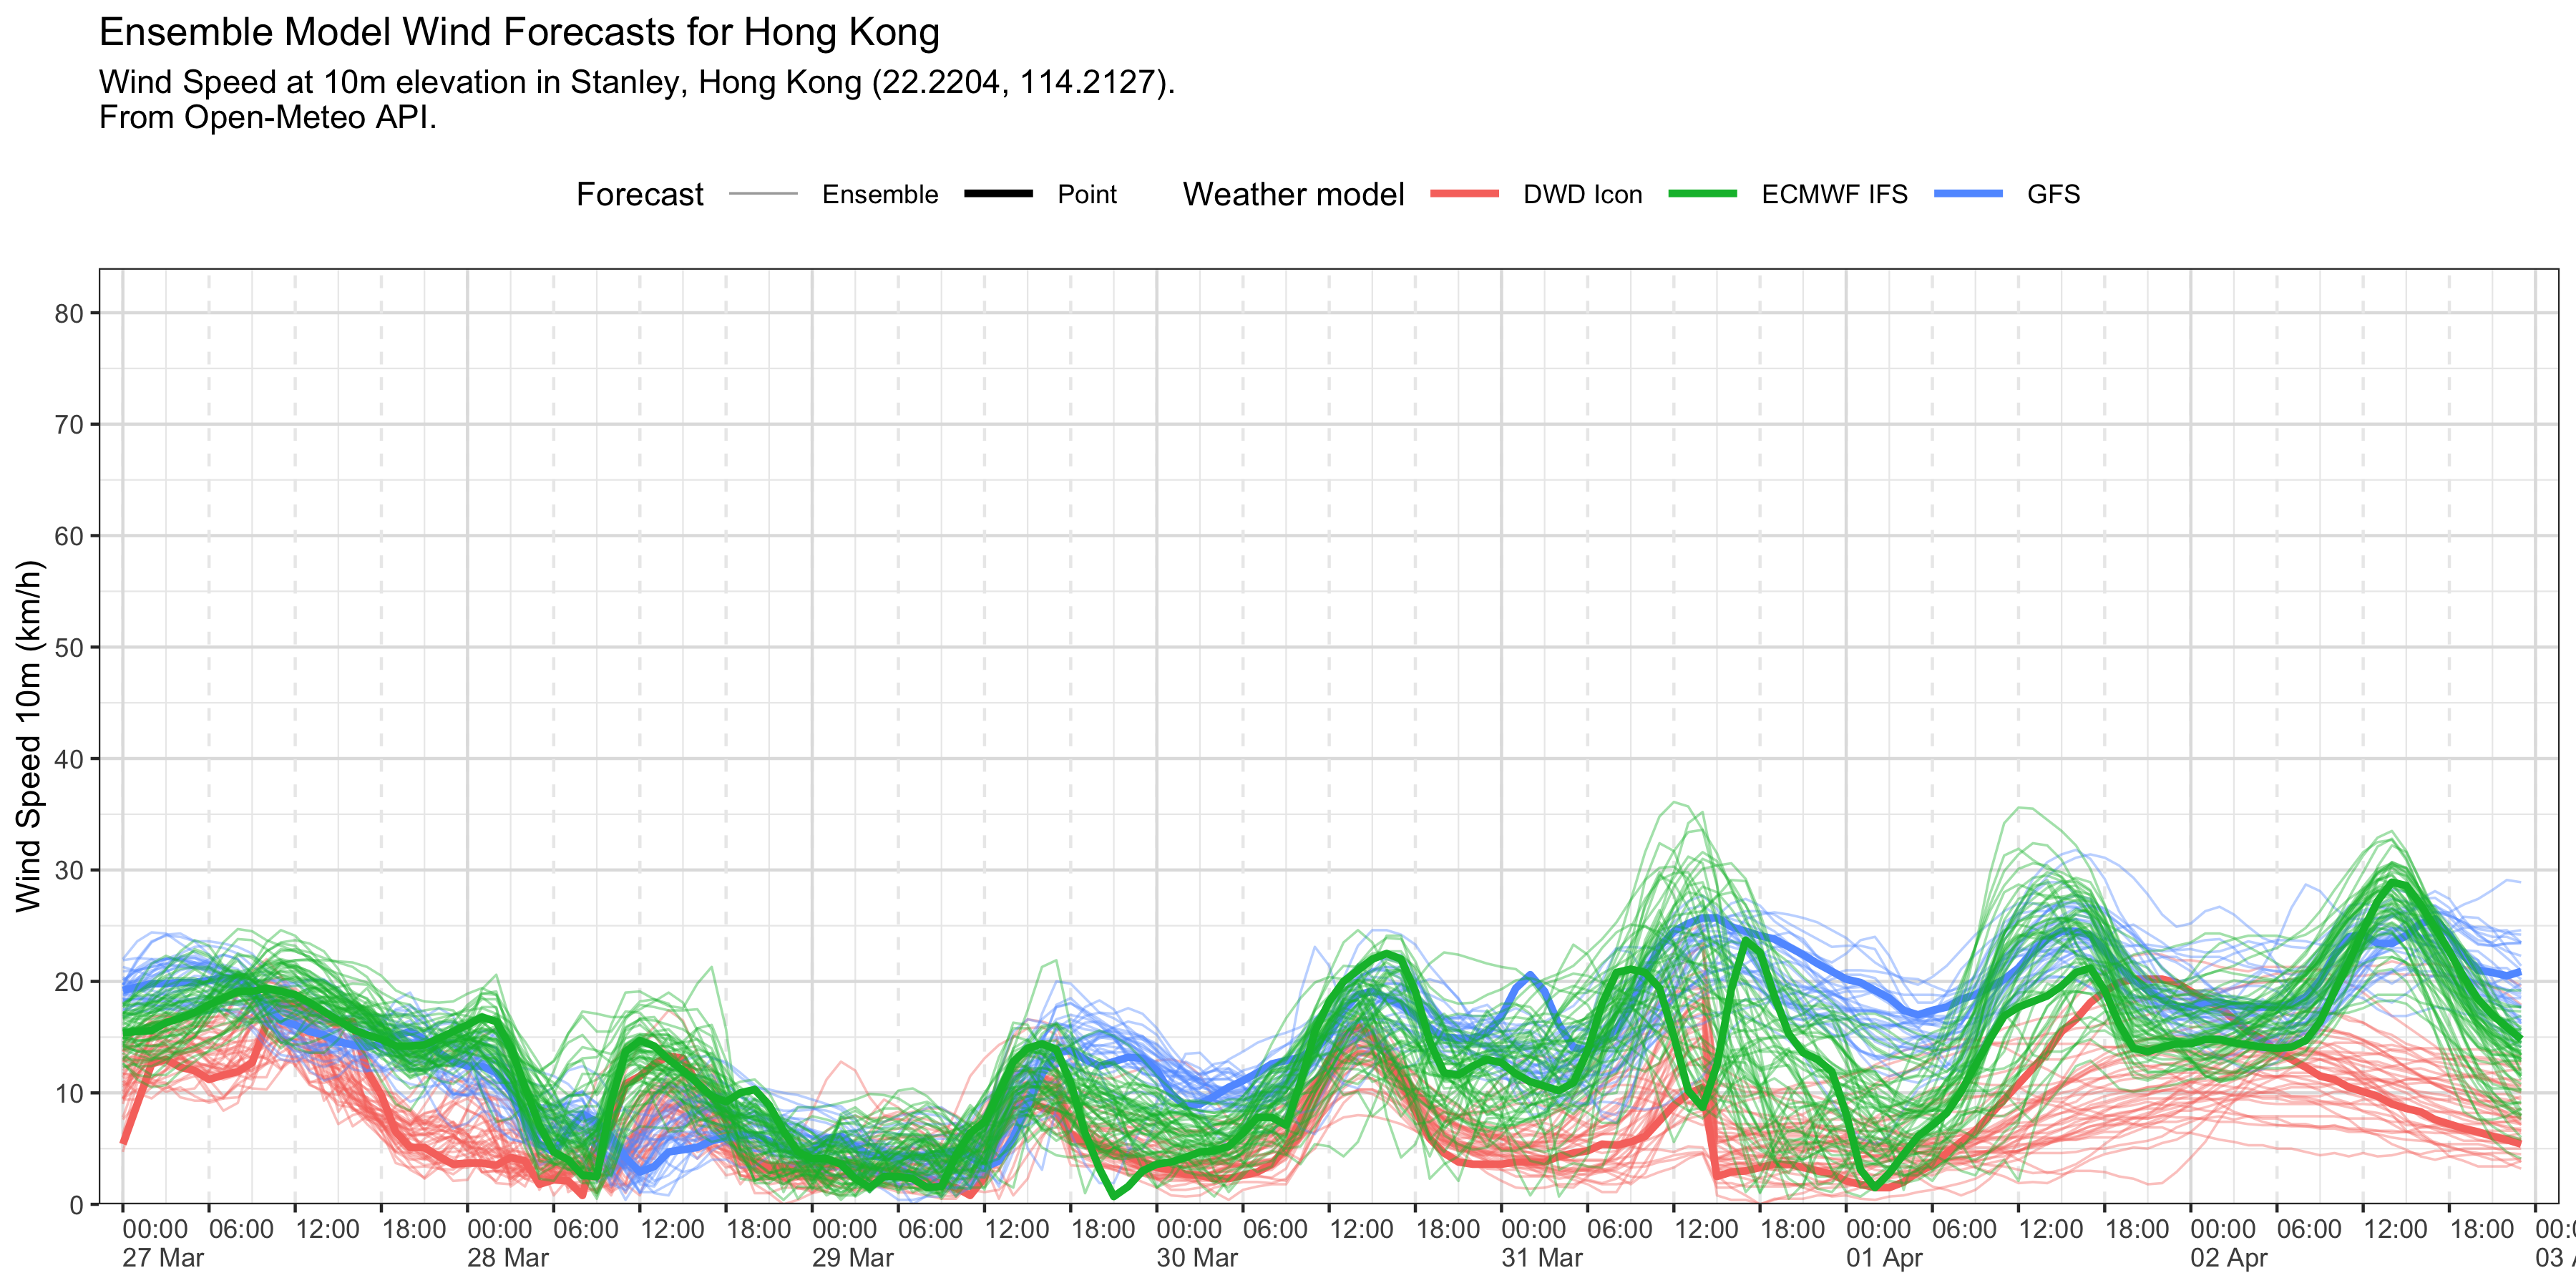 Ensemble Model Wind Forecasts for Hong Kong
Wind Speed at 10m elevation in Stanley, Hong Kong (22.2204, 114.2127).
From Open-Meteo API.
Forecast Ensemble Point Weather model DWD Icon ECMWF IFS GFS
Wind Speed 10m (km/h)
80
70
60
50
40
30
20
10
0
00:00 06:00 12:00 18:00 00:00 06:00 12:00 18:00 00:00 06:00 12:00 18:00 00:00 06:00 12:00 18:00 00:00 06:00 12:00 18:00 00:00 06:00 12:00 18:00 00:00 06:00 12:00 18:00
27 Mar 28 Mar 29 Mar 30 Mar 31 Mar 01 Apr 02 Apr 03